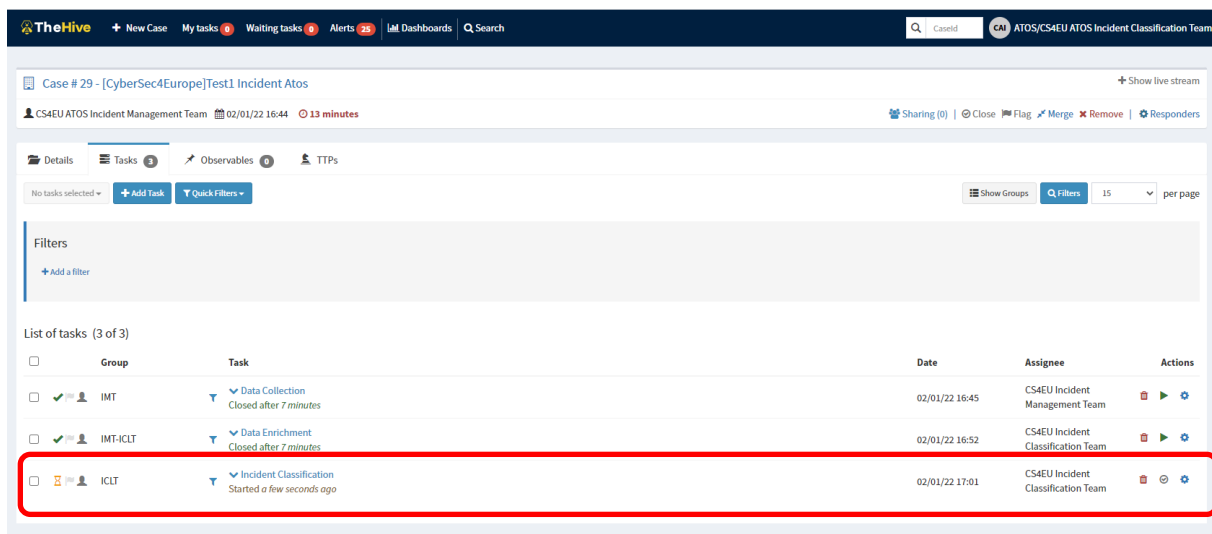 TheHive + New Case My tasks 0 Waiting tasks 0 Alerts 25 Dashboards Search CaseId CAI ATOS/CS4EU ATOS Incident Classification Team
Case # 29 - [CyberSec4Europe]Test1 Incident Atos + Show live stream
CS4EU ATOS Incident Management Team 02/01/22 16:44 13 minutes Sharing (0) | Close Flag Merge Remove | Responders
Details Tasks 3 Observables 0 TTPs
No tasks selected + Add Task Quick Filters Show Groups Filters 15 per page
Filters
+ Add a filter
List of tasks (3 of 3)
Group Task Date Assignee Actions
IMT Data Collection 02/01/22 16:45 CS4EU Incident
Closed after 7 minutes Management Team
IMT-ICLT Data Enrichment 02/01/22 16:52 CS4EU Incident
Closed after 7 minutes Classification Team
ICLT Incident Classification 02/01/22 17:01 CS4EU Incident
Started a few seconds ago Classification Team